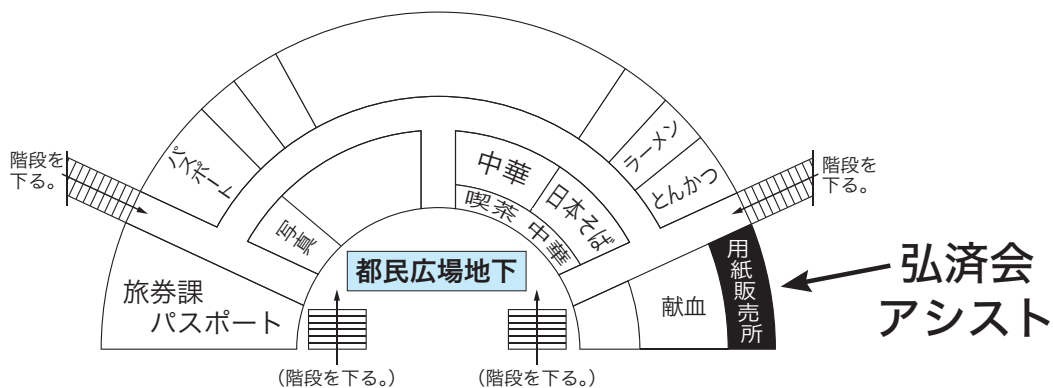 階段を
下る。
パスポート
写真
旅券課
パスポート
都民広場地下
(階段を下る。)
(階段を下る。)
中華
日本そば
喫茶
中華
ラーメン
とんかつ
階段を
下る。
献血
用紙販売所
弘済会
アシスト